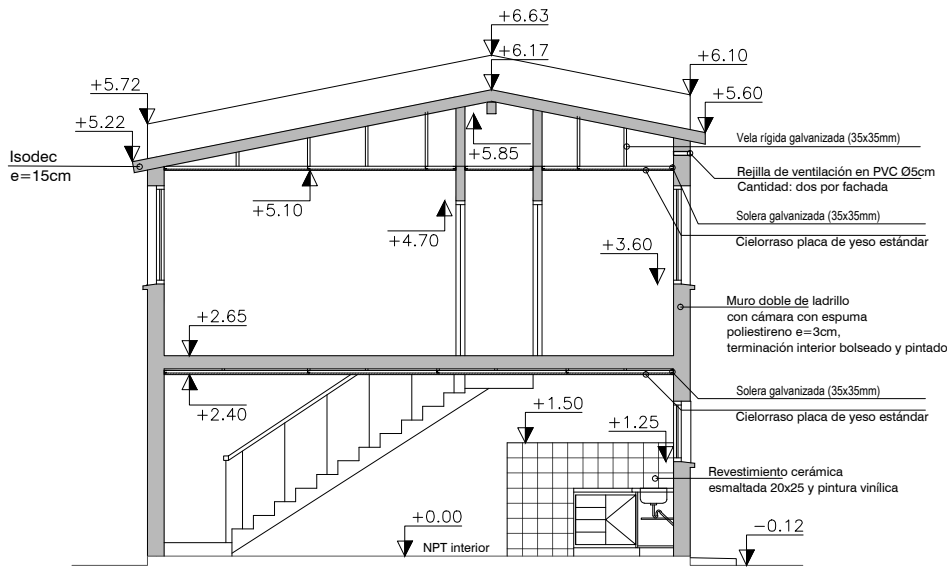 +6.63
+6.17
+6.10
+5.72
+5.60
+5.22
Isodec
e=15cm
+5.85
Vela rígida galvanizada (35x35mm)
Rejilla de ventilación en PVC Ø5cm
Cantidad: dos por fachada
+5.10
+4.70
Solera galvanizada (35x35mm)
Cielorraso placa de yeso estándar
+3.60
Muro doble de ladrillo
con cámara con espuma
poliestireno e=3cm,
terminación interior bolseado y pintado
+2.65
+2.40
Solera galvanizada (35x35mm)
Cielorraso placa de yeso estándar
+1.50
+1.25
Revestimiento cerámica
esmaltada 20x25 y pintura vinílica
+0.00
NPT interior
-0.12